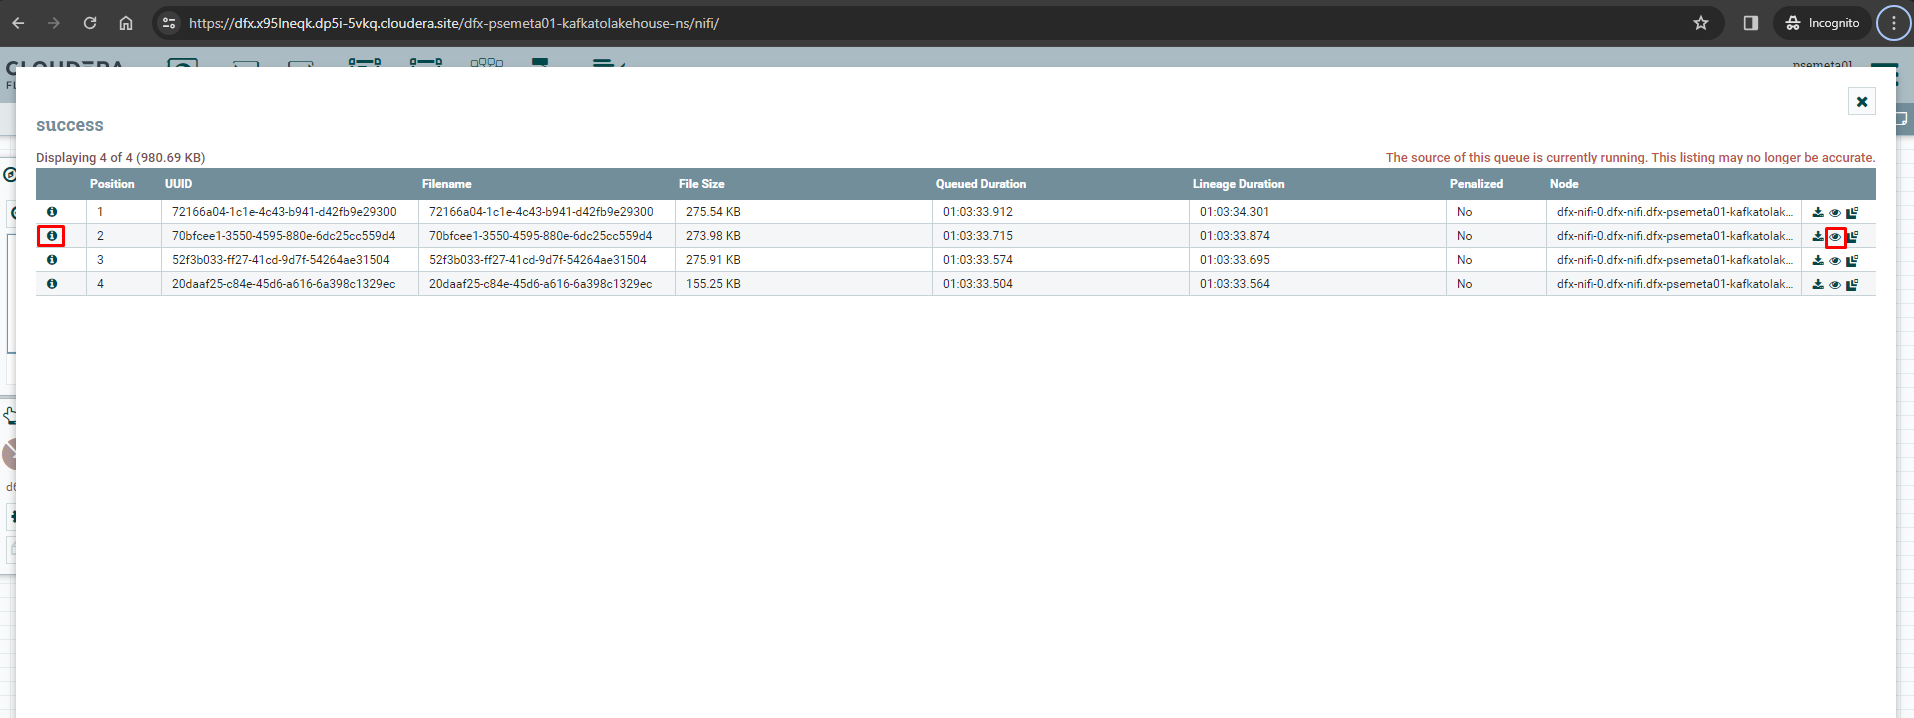 https://dfx.x95lneqk.dp5i-5vkq.cloudera.site/dfx-psemeta01-kafkatolakehouse-ns/nifi/
Incognito
CLOUDERA
psemeta01
success
Displaying 4 of 4 (980.69 KB)
The source of this queue is currently running. This listing may no longer be accurate.
Position UUID Filename File Size Queued Duration Lineage Duration Penalized Node
1 72166a04-1c1e-4c43-b941-d42fb9e29300 72166a04-1c1e-4c43-b941-d42fb9e29300 275.54 KB 01:03:33.912 01:03:34.301 No dfx-nifi-0.dfx-nifi.dfx-psemeta01-kafkatolak...
2 70bfcee1-3550-4595-880e-6dc25cc559d4 70bfcee1-3550-4595-880e-6dc25cc559d4 273.98 KB 01:03:33.715 01:03:33.874 No dfx-nifi-0.dfx-nifi.dfx-psemeta01-kafkatolak...
3 52f3b033-ff27-41cd-9d7f-54264ae31504 52f3b033-ff27-41cd-9d7f-54264ae31504 275.91 KB 01:03:33.574 01:03:33.695 No dfx-nifi-0.dfx-nifi.dfx-psemeta01-kafkatolak...
4 20daaf25-c84e-45d6-a616-6a398c1329ec 20daaf25-c84e-45d6-a616-6a398c1329ec 155.25 KB 01:03:33.504 01:03:33.564 No dfx-nifi-0.dfx-nifi.dfx-psemeta01-kafkatolak...